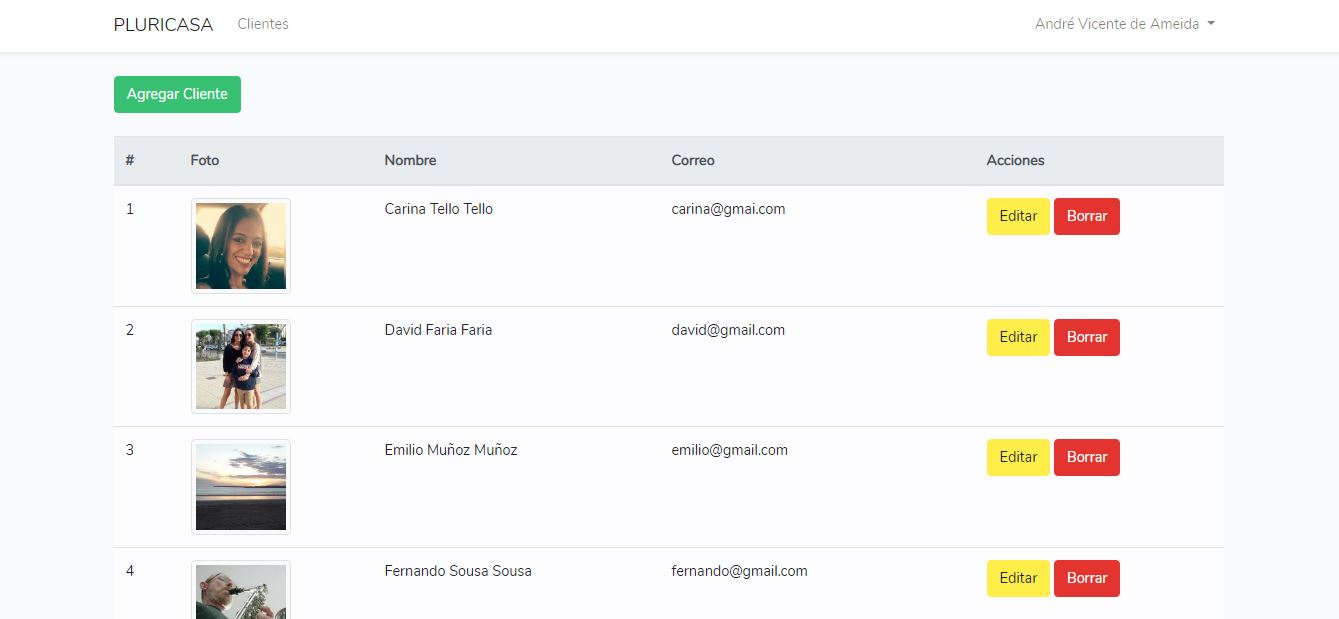 PLURICASA Clientes André Vicente de Ameida
Agregar Cliente
# Foto Nombre Correo Acciones
1 Carina Tello Tello carina@gmai.com Editar Borrar
2 David Faria Faria david@gmail.com Editar Borrar
3 Emilio Muñoz Muñoz emilio@gmail.com Editar Borrar
4 Fernando Sousa Sousa fernando@gmail.com Editar Borrar